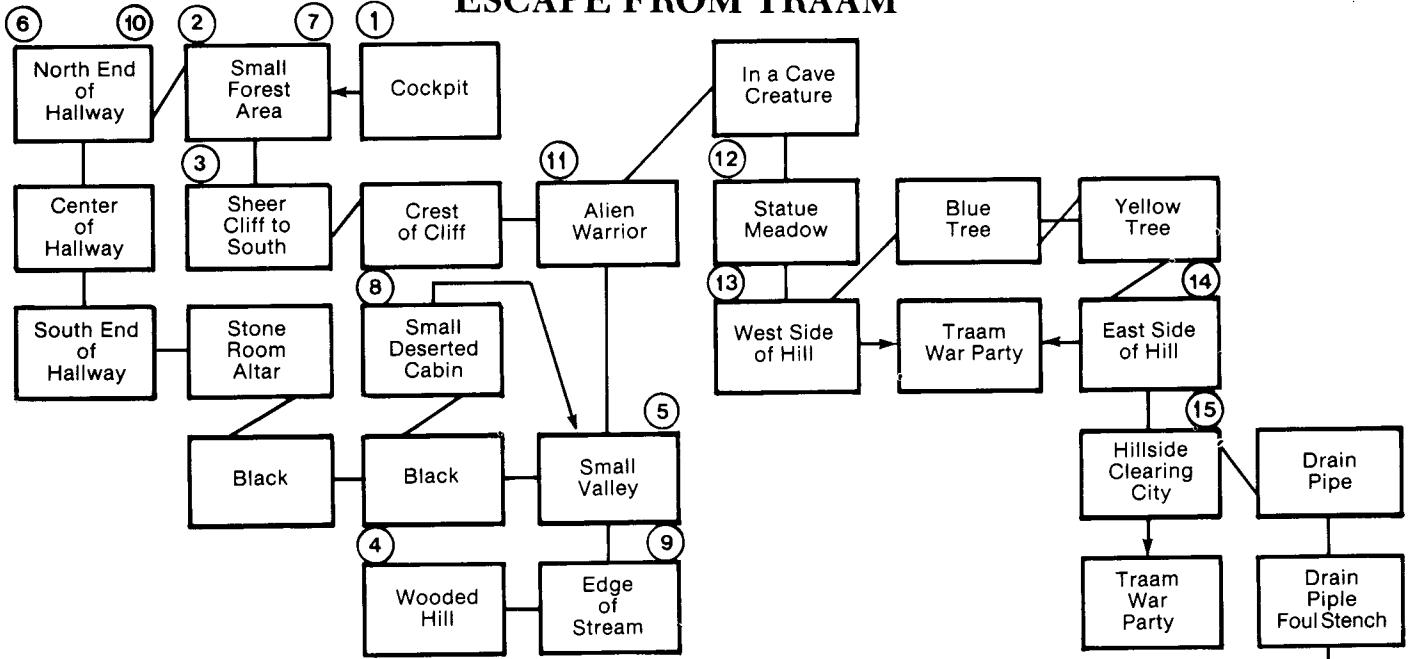 ESCAPE FROM TRAAM
6
10
2
7
1
North End
of
Hallway
Small
Forest
Area
Cockpit
In a Cave
Creature
3
11
12
Center
of
Hallway
Sheer
Cliff to
South
Crest
of Cliff
Alien
Warrior
Statue
Meadow
Blue
Tree
Yellow
Tree
8
13
14
South End
of
Hallway
Stone
Room
Altar
Small
Deserted
Cabin
West Side
of Hill
Traam
War Party
East Side
of Hill
5
15
Black
Black
Small
Valley
Hillside
Clearing
City
Drain
Pipe
4
9
Wooded
Hill
Edge
of
Stream
Traam
War
Party
Drain
Piple
Foul Stench